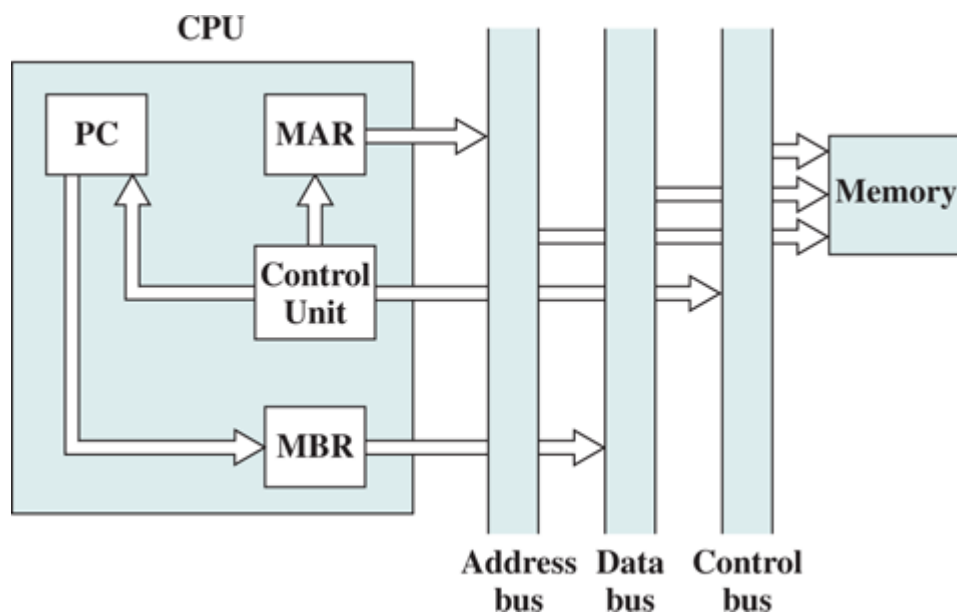 CPU
PC
MAR
Memory
Control
Unit
MBR
Address
bus
Data
bus
Control
bus